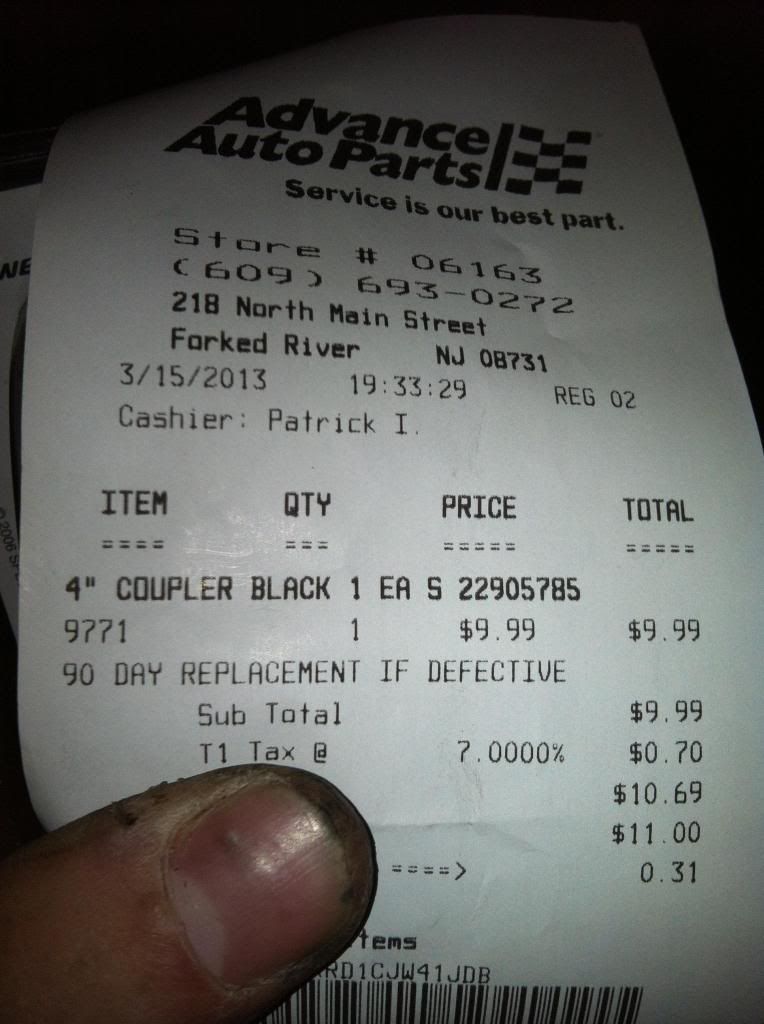 Advance
Auto Parts
Service is our best part.
Store # 06163
(609) 693-0272
218 North Main Street
Forked River NJ 08731
3/15/2013 19:33:29 REG 02
Cashier: Patrick I.
ITEM QTY PRICE TOTAL
==== === ===== =====
4" COUPLER BLACK 1 EA S 22905785
9771 1 $9.99 $9.99
90 DAY REPLACEMENT IF DEFECTIVE
Sub Total $9.99
T1 Tax @ 7.0000% $0.70
$10.69
$11.00
====> 0.31
tems
RD1CJW41JDB